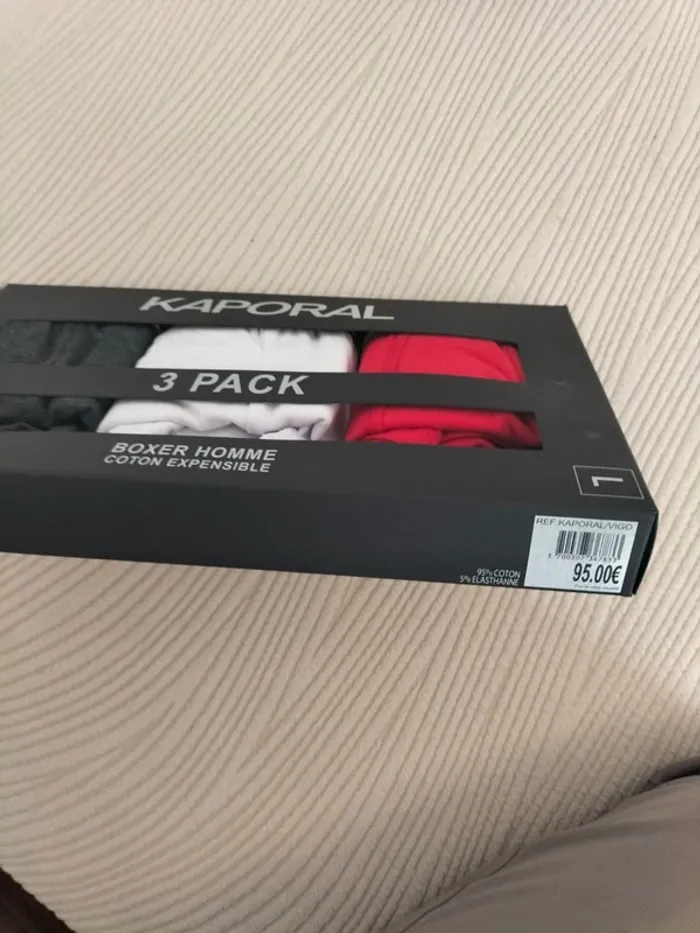 KAPORAL
3 PACK
BOXER HOMME
COTON EXPENSIBLE
L
REF:KAPORAL/VIGO
95% COTON
5% ELASTHANNE
95.00€